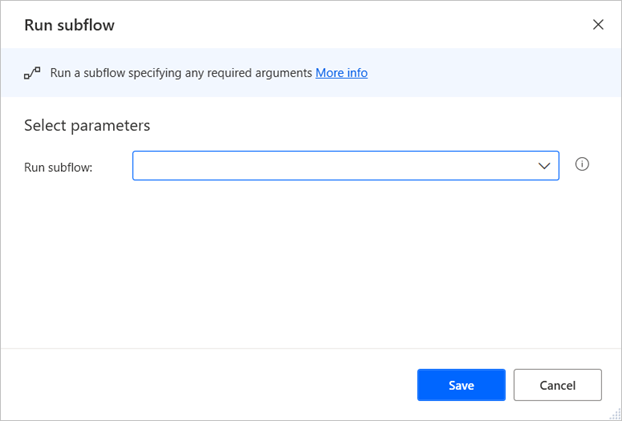 Run subflow
Run a subflow specifying any required arguments More info
Select parameters
Run subflow:
Save
Cancel